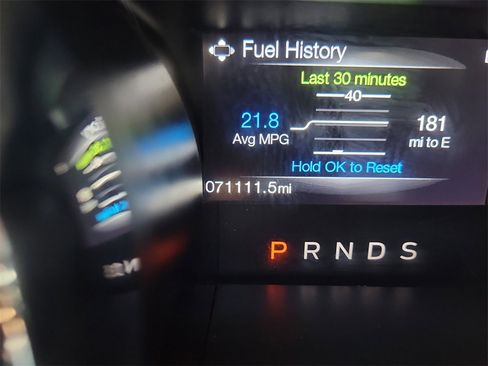 Fuel History
Last 30 minutes
40
21.8
Avg MPG
181
mi to E
Hold OK to Reset
071111.5mi
P R N D S